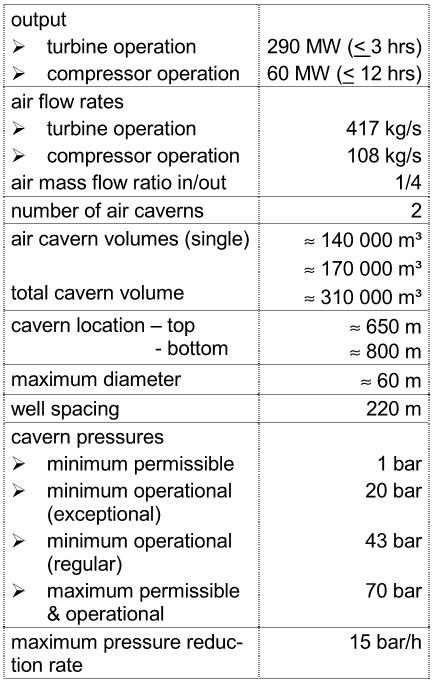 output
➢ turbine operation 290 MW (≤ 3 hrs)
➢ compressor operation 60 MW (≤ 12 hrs)
air flow rates
➢ turbine operation 417 kg/s
➢ compressor operation 108 kg/s
air mass flow ratio in/out 1/4
number of air caverns 2
air cavern volumes (single) ≈ 140 000 m³
≈ 170 000 m³
total cavern volume ≈ 310 000 m³
cavern location – top ≈ 650 m
- bottom ≈ 800 m
maximum diameter ≈ 60 m
well spacing 220 m
cavern pressures
➢ minimum permissible 1 bar
➢ minimum operational 20 bar
(exceptional)
➢ minimum operational 43 bar
(regular)
➢ maximum permissible 70 bar
& operational
maximum pressure reduc- 15 bar/h
tion rate